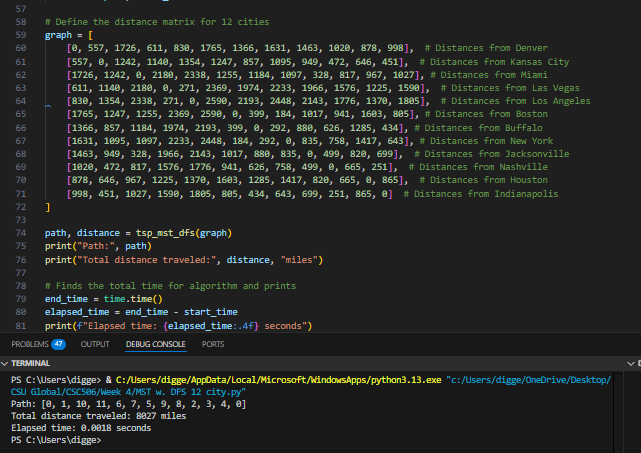 57
58 # Define the distance matrix for 12 cities
59 graph = [
60 [0, 557, 1726, 611, 830, 1765, 1366, 1631, 1463, 1020, 878, 998], # Distances from Denver
61 [557, 0, 1242, 1140, 1354, 1247, 857, 1095, 949, 472, 646, 451], # Distances from Kansas City
62 [1726, 1242, 0, 2180, 2338, 1255, 1184, 1097, 328, 817, 967, 1027], # Distances from Miami
63 [611, 1140, 2180, 0, 271, 2369, 1974, 2233, 1966, 1576, 1225, 1590], # Distances from Las Vegas
64 [830, 1354, 2338, 271, 0, 2590, 2193, 2448, 2143, 1776, 1370, 1805], # Distances from Los Angeles
65 [1765, 1247, 1255, 2369, 2590, 0, 399, 184, 1017, 941, 1603, 805], # Distances from Boston
66 [1366, 857, 1184, 1974, 2193, 399, 0, 292, 880, 626, 1285, 434], # Distances from Buffalo
67 [1631, 1095, 1097, 2233, 2448, 184, 292, 0, 835, 758, 1417, 643], # Distances from New York
68 [1463, 949, 328, 1966, 2143, 1017, 880, 835, 0, 499, 820, 699], # Distances from Jacksonville
69 [1020, 472, 817, 1576, 1776, 941, 626, 758, 499, 0, 665, 251], # Distances from Nashville
70 [878, 646, 967, 1225, 1370, 1603, 1285, 1417, 820, 665, 0, 865], # Distances from Houston
71 [998, 451, 1027, 1590, 1805, 805, 434, 643, 699, 251, 865, 0] # Distances from Indianapolis
72 ]
73
74 path, distance = tsp_mst_dfs(graph)
75 print("Path:", path)
76 print("Total distance traveled:", distance, "miles")
77
78 # Finds the total time for algorithm and prints
79 end_time = time.time()
80 elapsed_time = end_time - start_time
81 print(f"Elapsed time: {elapsed_time:.4f} seconds")
PROBLEMS 47 OUTPUT DEBUG CONSOLE PORTS
TERMINAL
PS C:\Users\digge> & C:/Users/digge/AppData/Local/Microsoft/WindowsApps/python3.13.exe "c:/Users/digge/OneDrive/Desktop/
CSU Global/CSC506/Week 4/MST w. DFS 12 city.py"
Path: [0, 1, 10, 11, 6, 7, 5, 9, 8, 2, 3, 4, 0]
Total distance traveled: 8027 miles
Elapsed time: 0.0018 seconds
PS C:\Users\digge>